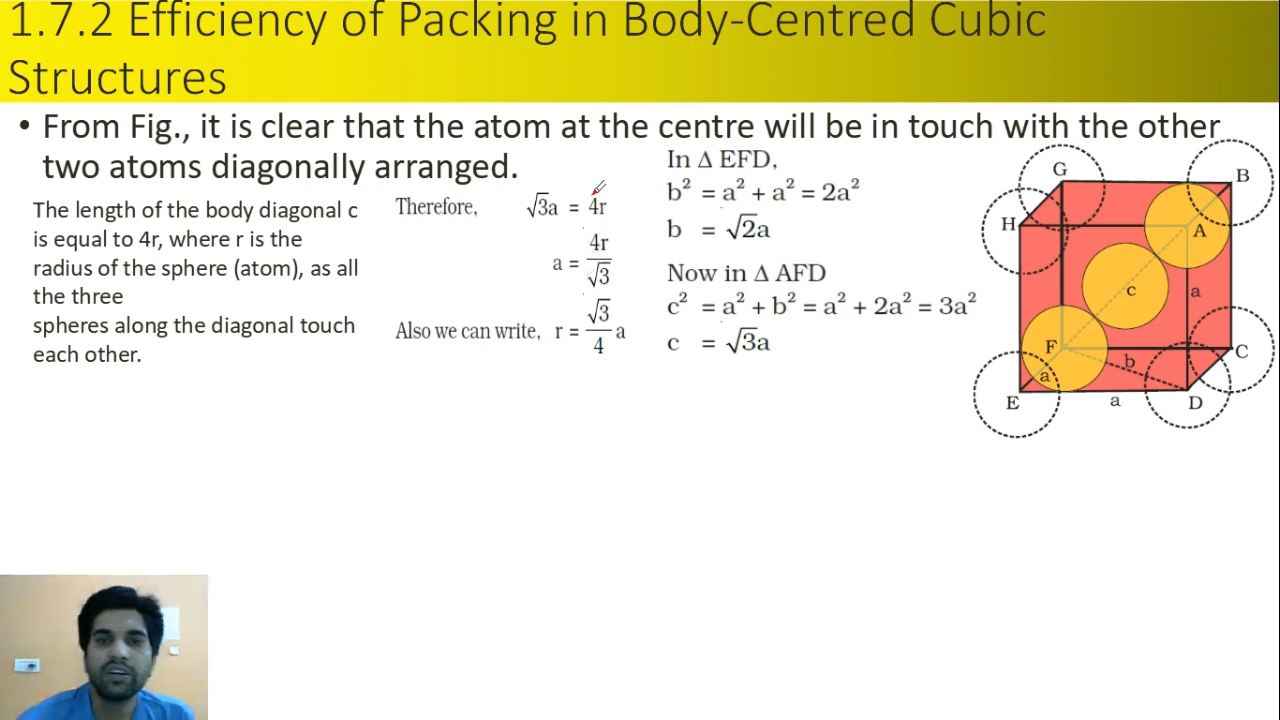 1.7.2 Efficiency of Packing in Body-Centred Cubic
Structures
• From Fig., it is clear that the atom at the centre will be in touch with the other
two atoms diagonally arranged.
The length of the body diagonal c
is equal to 4r, where r is the
radius of the sphere (atom), as all
the three
spheres along the diagonal touch
each other.
Therefore, √3a = 4r
a = 4r/√3
Also we can write, r = √3/4 a
In Δ EFD,
b² = a² + a² = 2a²
b = √2a
Now in Δ AFD
c² = a² + b² = a² + 2a² = 3a²
c = √3a
G
B
H
A
c
a
F
C
b
a
E
a
D